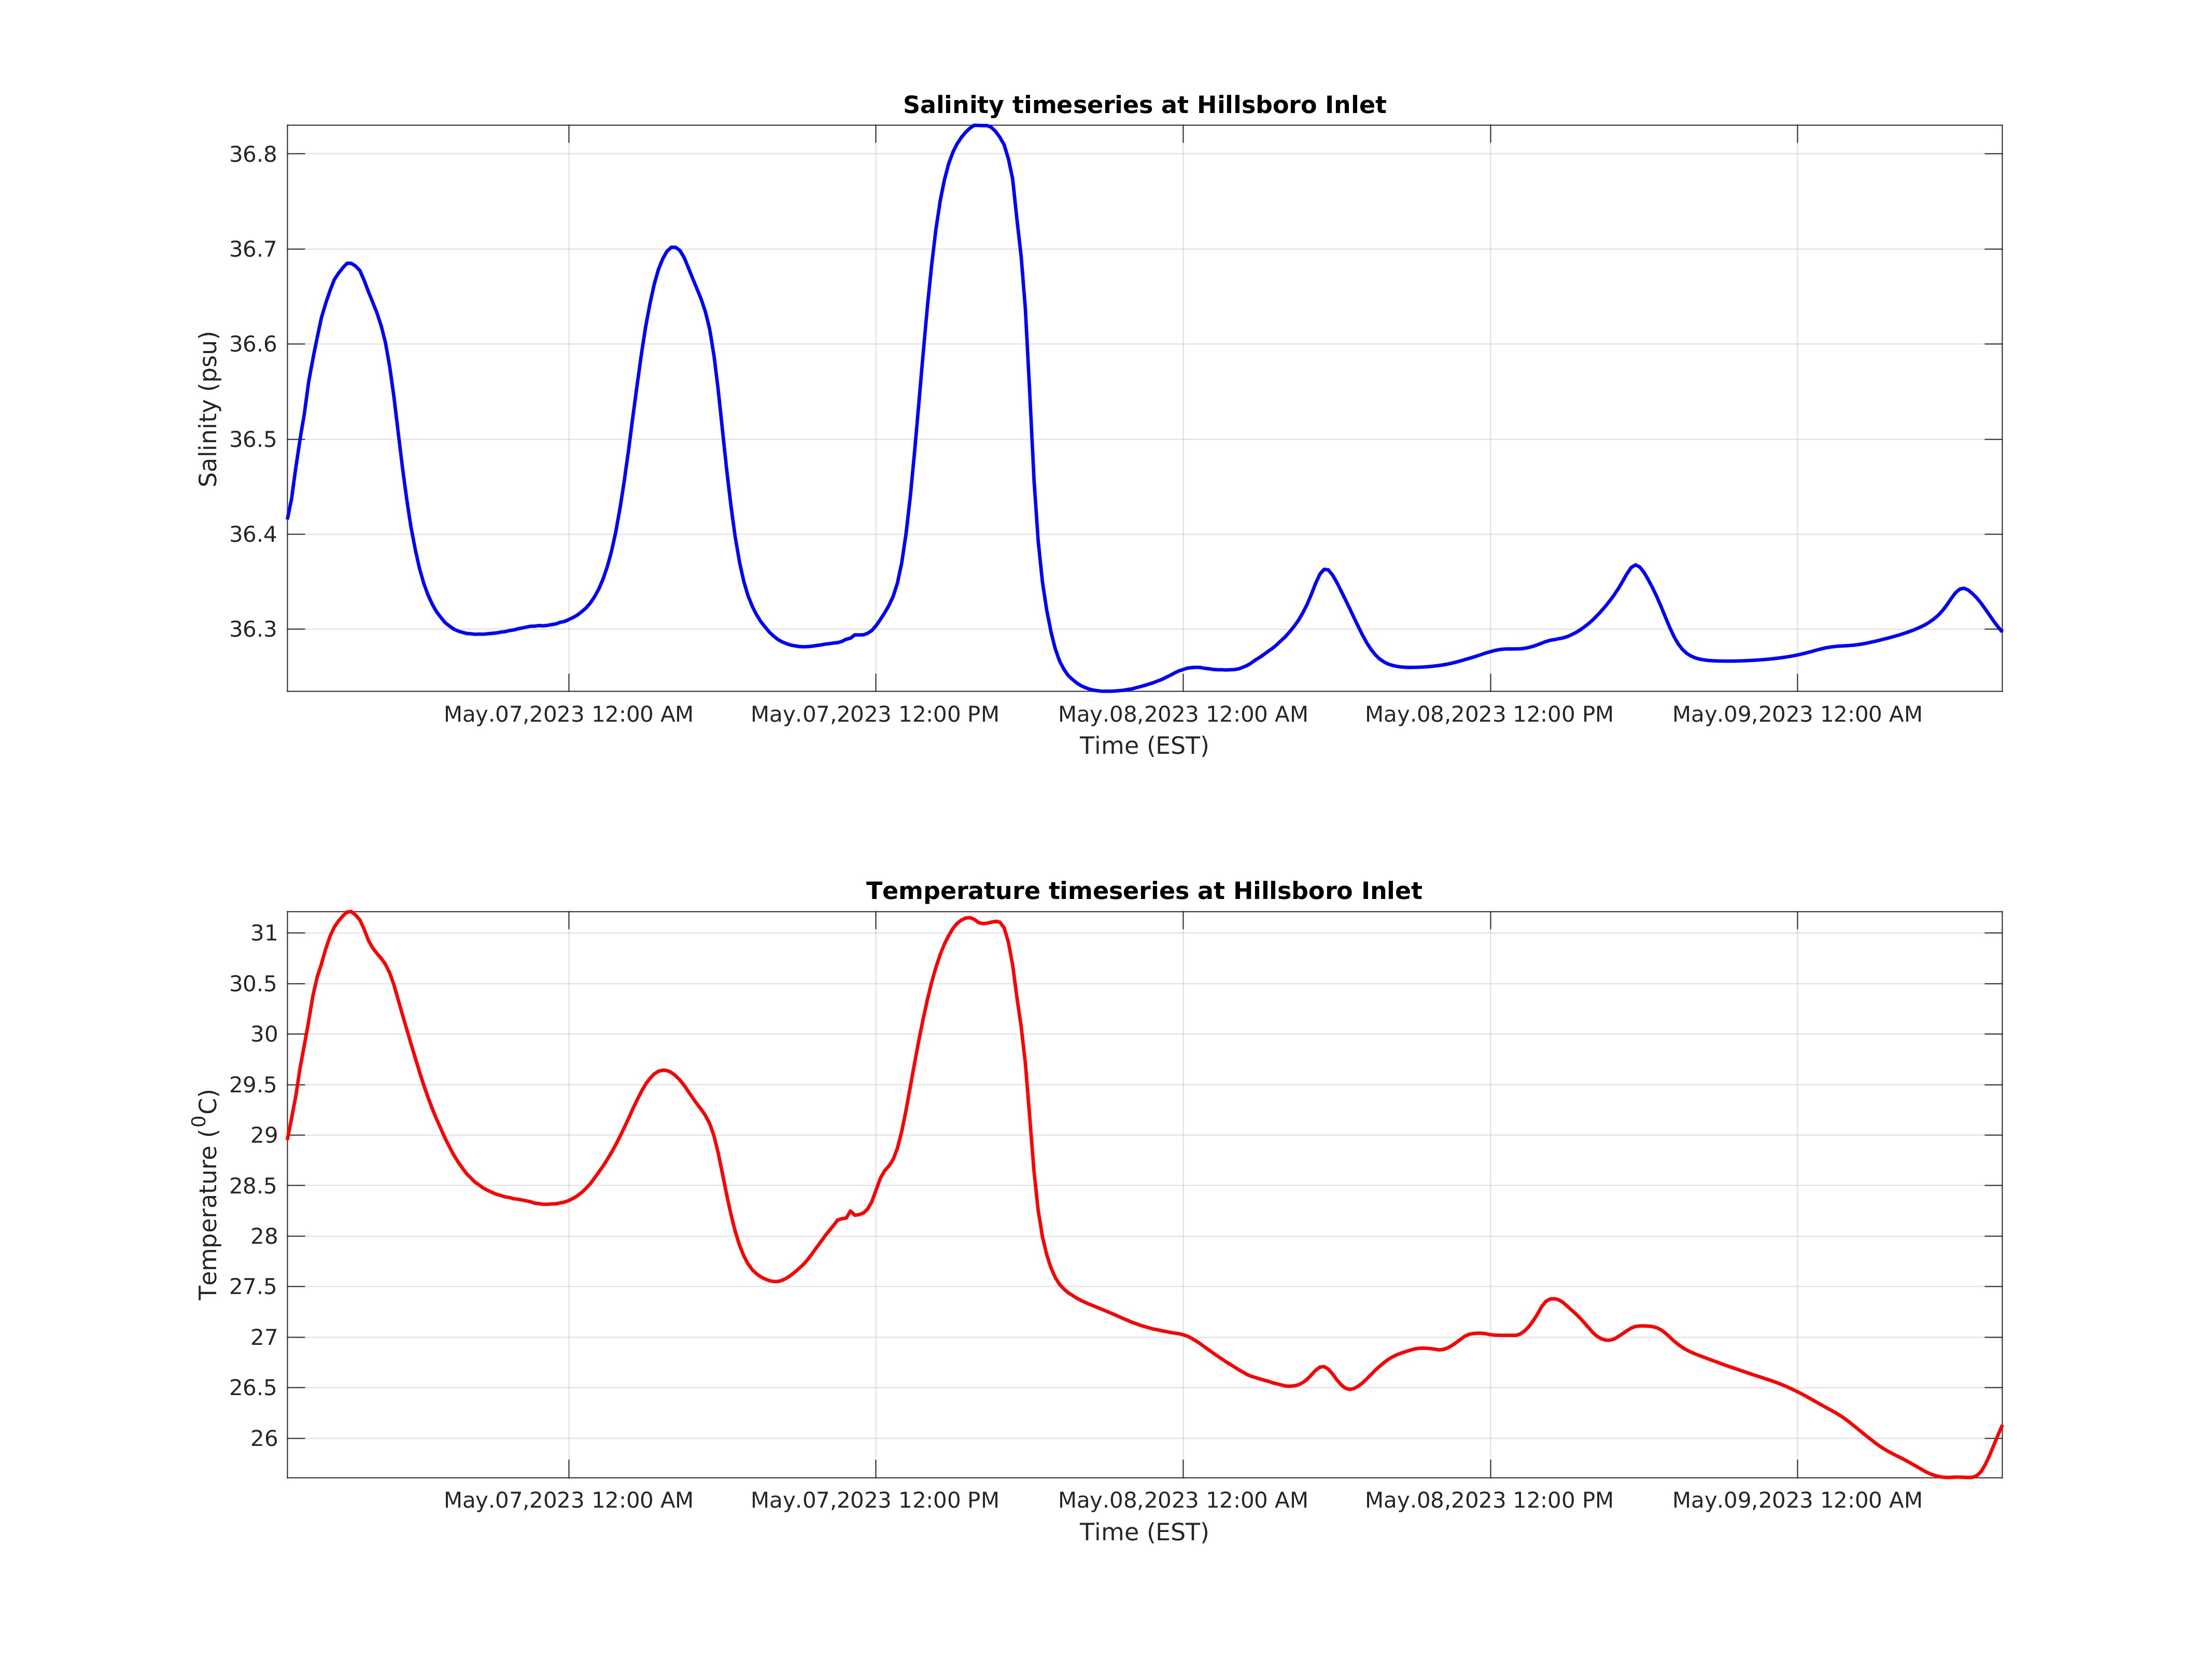 Salinity timeseries at Hillsboro Inlet
36.8
36.7
36.6
36.5
36.4
36.3
Salinity (psu)
May.07,2023 12:00 AM
May.07,2023 12:00 PM
May.08,2023 12:00 AM
May.08,2023 12:00 PM
May.09,2023 12:00 AM
Time (EST)
Temperature timeseries at Hillsboro Inlet
31
30.5
30
29.5
29
28.5
28
27.5
27
26.5
26
Temperature (⁰C)
May.07,2023 12:00 AM
May.07,2023 12:00 PM
May.08,2023 12:00 AM
May.08,2023 12:00 PM
May.09,2023 12:00 AM
Time (EST)